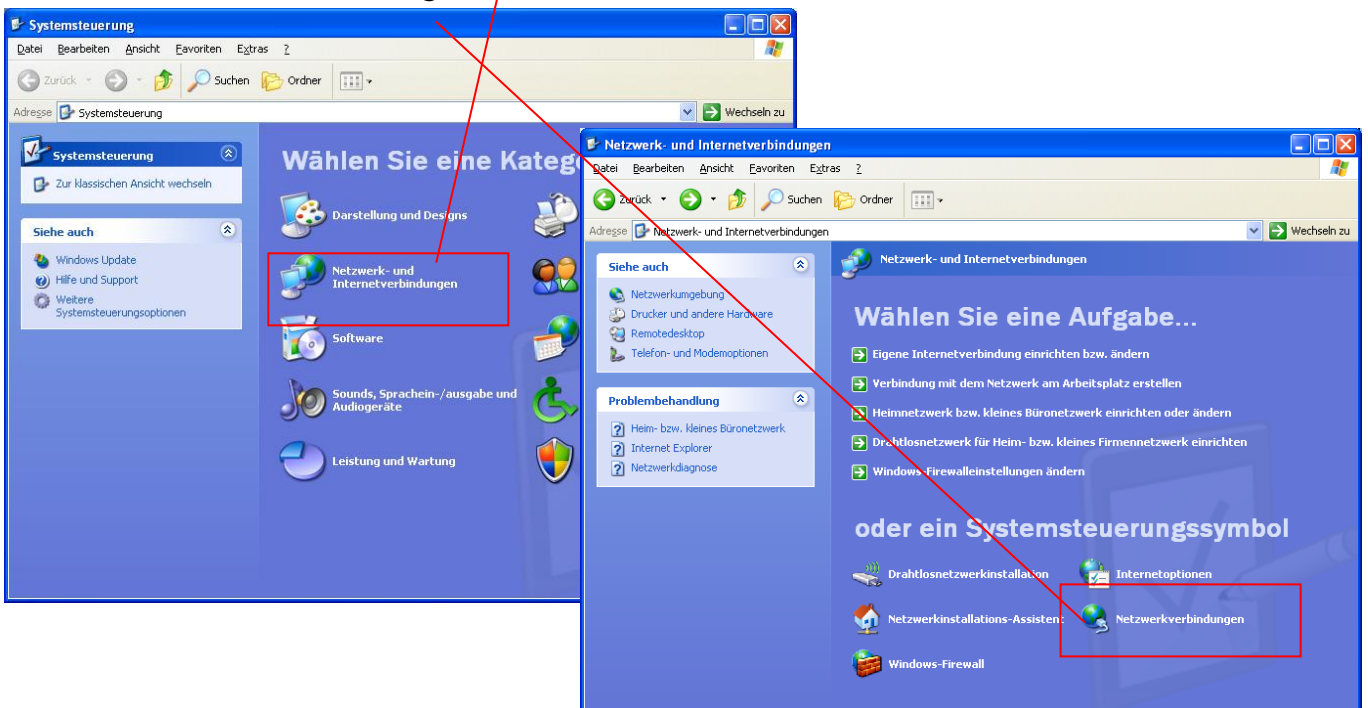 Systemsteuerung
Datei Bearbeiten Ansicht Favoriten Extras ?
Zurück Suchen Ordner
Adresse Systemsteuerung Wechseln zu
Systemsteuerung
Zur klassischen Ansicht wechseln
Siehe auch
Windows Update
Hilfe und Support
Weitere
Systemsteuerungsoptionen
Wählen Sie eine
Darstellung und Designs
Netzwerk- und
Internetverbindungen
Software
Sounds, Sprachein-/ausgabe und
Audiogeräte
Leistung und Wartung
Netzwerk- und Internetverbindungen
Datei Bearbeiten Ansicht Favoriten Extras ?
Zurück Suchen Ordner
Adresse Netzwerk- und Internetverbindungen Wechseln zu
Siehe auch
Netzwerkumgebung
Drucker und andere Hardware
Remotedesktop
Telefon- und Modemoptionen
Problembehandlung
Heim- bzw. kleines Büronetzwerk
Internet Explorer
Netzwerkdiagnose
Netzwerk- und Internetverbindungen
Wählen Sie eine Aufgabe...
Eigene Internetverbindung einrichten bzw. ändern
Verbindung mit dem Netzwerk am Arbeitsplatz erstellen
Heimnetzwerk bzw. kleines Büronetzwerk einrichten oder ändern
Drahtlosnetzwerk für Heim- bzw. kleines Firmennetzwerk einrichten
Windows-Firewalleinstellungen ändern
oder ein Systemsteuerungssymbol
Drahtlosnetzwerkinstallation Internetoptionen
Netzwerkinstallations-Assistent Netzwerkverbindungen
Windows-Firewall